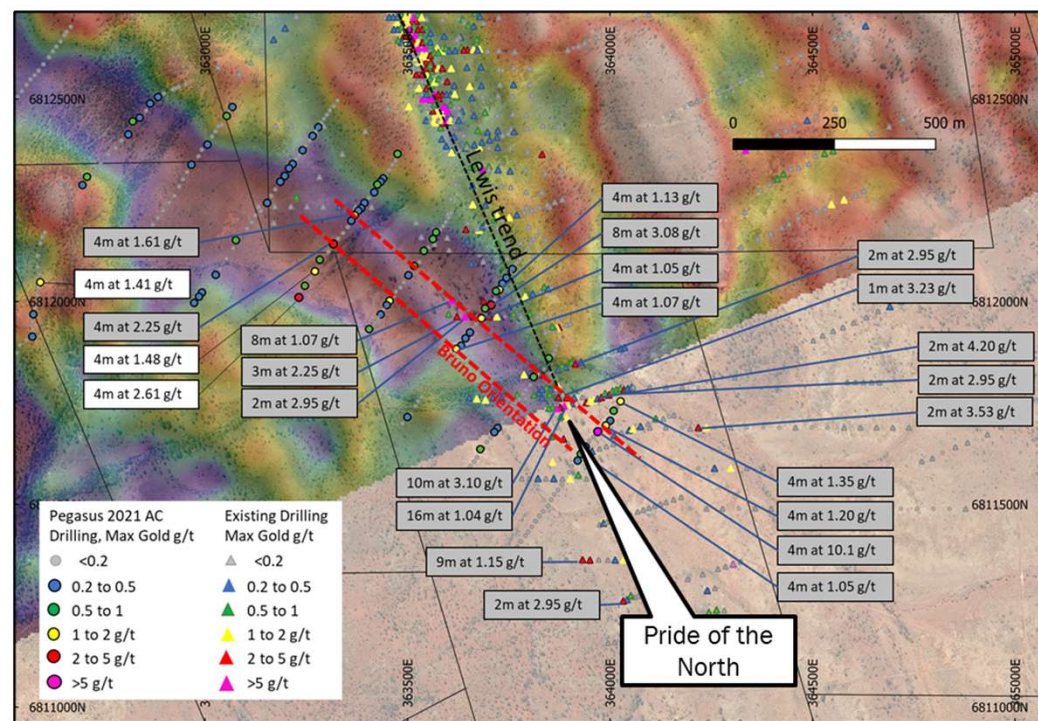 363000E
363500E
364000E
364500E
365000E
6812500N
6812500N
0 250 500 m
Lewis trend
4m at 1.13 g/t
8m at 3.08 g/t
4m at 1.05 g/t
4m at 1.07 g/t
2m at 2.95 g/t
1m at 3.23 g/t
4m at 1.61 g/t
4m at 1.41 g/t
4m at 2.25 g/t
4m at 1.48 g/t
4m at 2.61 g/t
6812000N
6812000N
8m at 1.07 g/t
3m at 2.25 g/t
2m at 2.95 g/t
Bruno Orientation
2m at 4.20 g/t
2m at 2.95 g/t
2m at 3.53 g/t
10m at 3.10 g/t
16m at 1.04 g/t
4m at 1.35 g/t
4m at 1.20 g/t
4m at 10.1 g/t
4m at 1.05 g/t
9m at 1.15 g/t
2m at 2.95 g/t
6811500N
Pegasus 2021 AC
Drilling, Max Gold g/t
<0.2
0.2 to 0.5
0.5 to 1
1 to 2 g/t
2 to 5 g/t
>5 g/t
Existing Drilling
Max Gold g/t
<0.2
0.2 to 0.5
0.5 to 1
1 to 2 g/t
2 to 5 g/t
>5 g/t
Pride of the
North
363500E
364000E
364500E
365000E
6811000N